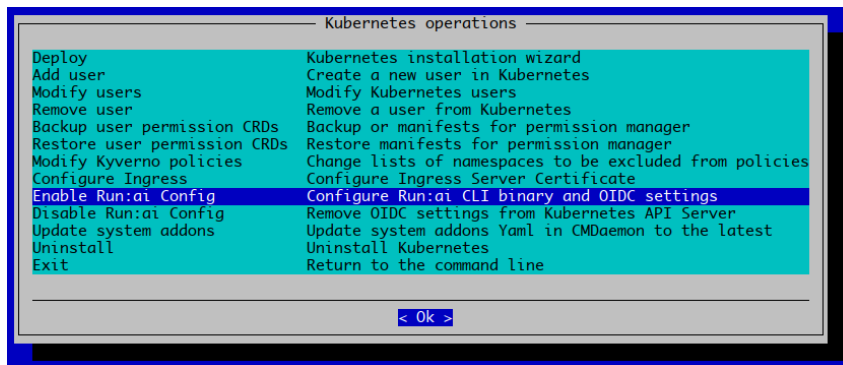 Kubernetes operations
Deploy Kubernetes installation wizard
Add user Create a new user in Kubernetes
Modify users Modify Kubernetes users
Remove user Remove a user from Kubernetes
Backup user permission CRDs Backup or manifests for permission manager
Restore user permission CRDs Restore manifests for permission manager
Modify Kyverno policies Change lists of namespaces to be excluded from policies
Configure Ingress Configure Ingress Server Certificate
Enable Run:ai Config Configure Run:ai CLI binary and OIDC settings
Disable Run:ai Config Remove OIDC settings from Kubernetes API Server
Update system addons Update system addons Yaml in CMDaemon to the latest
Uninstall Uninstall Kubernetes
Exit Return to the command line
< Ok >